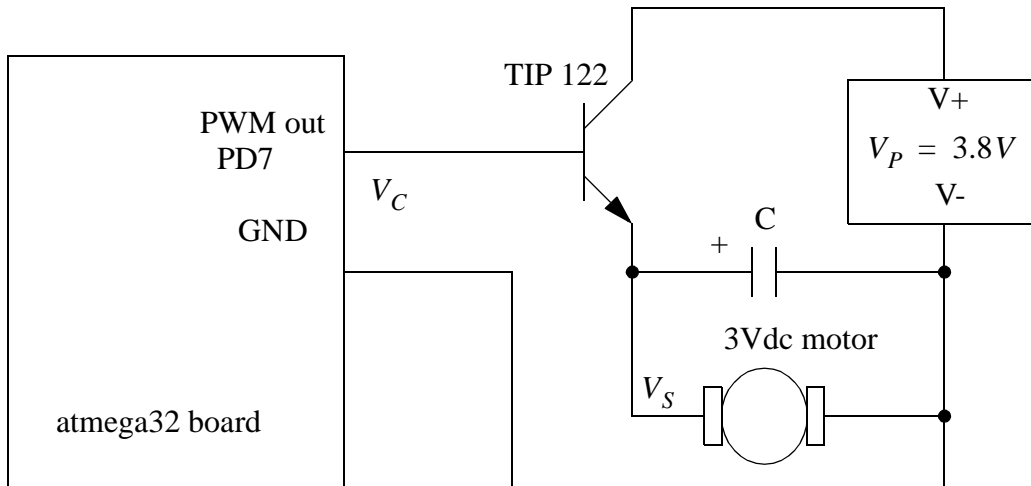 TIP 122
PWM out
PD7
V_C
GND
V+
V_P = 3.8V
V-
+
C
3Vdc motor
V_S
atmega32 board